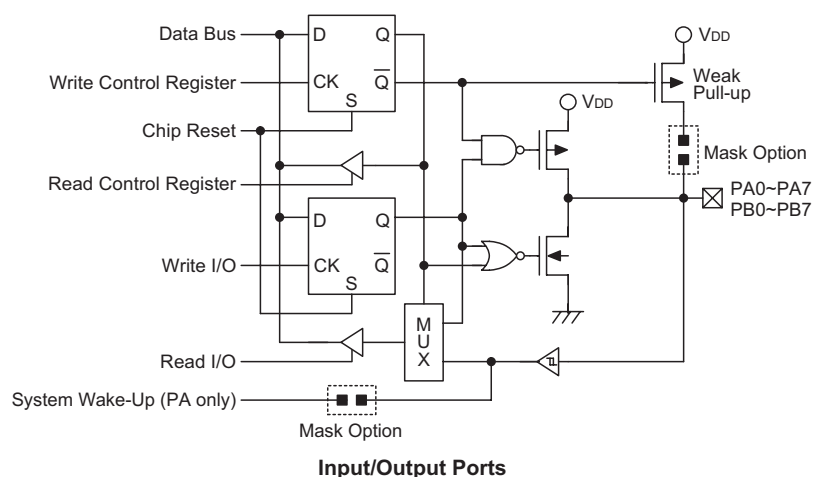 Data Bus
Write Control Register
Chip Reset
Read Control Register
Write I/O
Read I/O
System Wake-Up (PA only)
D Q
CK Q
S
D Q
CK Q
S
M
U
X
VDD
VDD
Weak
Pull-up
Mask Option
PA0~PA7
PB0~PB7
Mask Option
Input/Output Ports